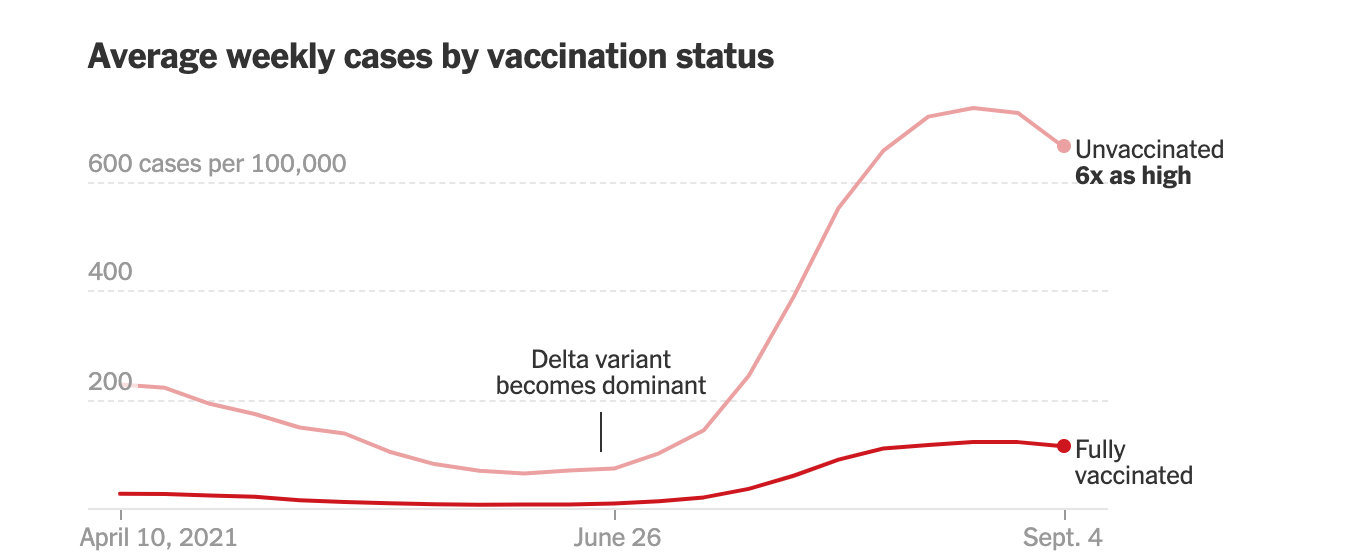 Average weekly cases by vaccination status
600 cases per 100,000
Unvaccinated
6x as high
400
Delta variant
becomes dominant
200
Fully
vaccinated
April 10, 2021
June 26
Sept. 4